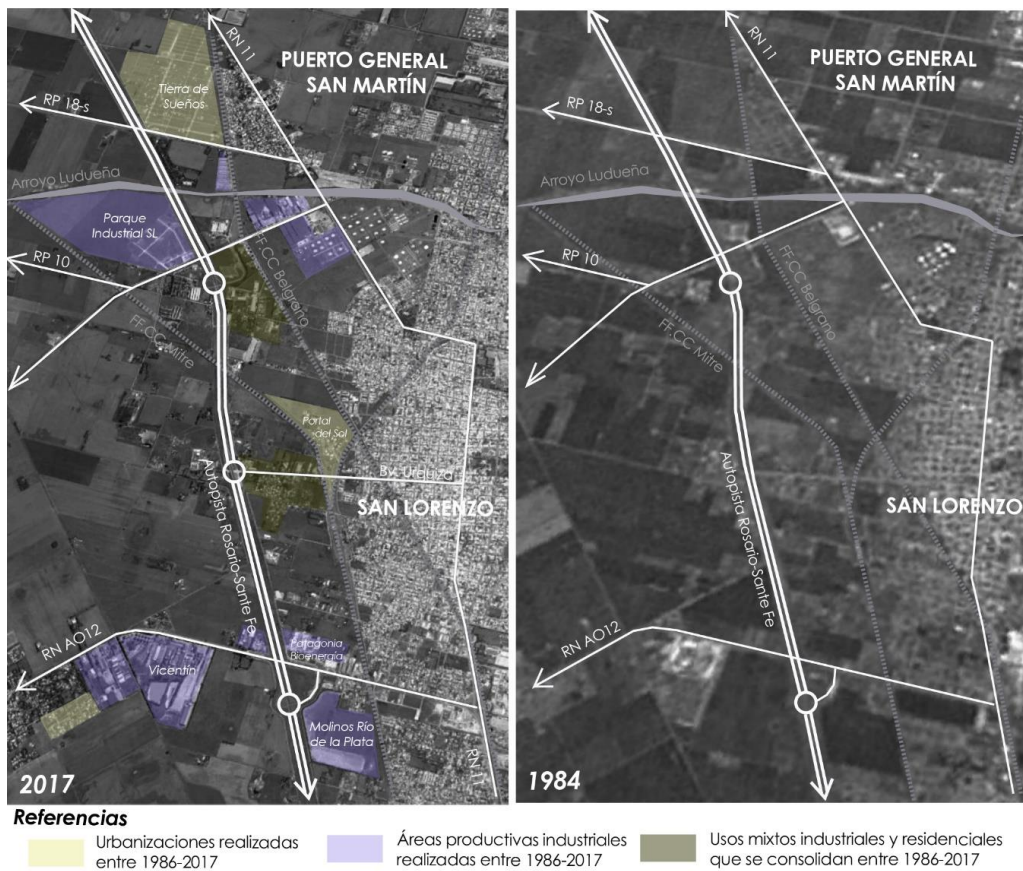 RN 11
PUERTO GENERAL
SAN MARTÍN
Tierra de
Sueños
RP 18-s
Arroyo Ludueña
Parque
Industrial SL
RP 10
FF-CC Belgrano
FF-CC Mitre
Portal
del Sol
Bv. Urquiza
SAN LORENZO
Autopista Rosario-Sante Fe
RN AO12
Vicentín
Patagonia
Bioenergía
Molinos Río
de la Plata
RN 11
2017
RN 11
PUERTO GENERAL
SAN MARTÍN
RP 18-s
Arroyo Ludueña
RP 10
FF-CC Belgrano
FF-CC Mitre
SAN LORENZO
Autopista Rosario-Sante Fe
RN AO12
1984
Referencias
Urbanizaciones realizadas
entre 1986-2017
Áreas productivas industriales
realizadas entre 1986-2017
Usos mixtos industriales y residenciales
que se consolidan entre 1986-2017